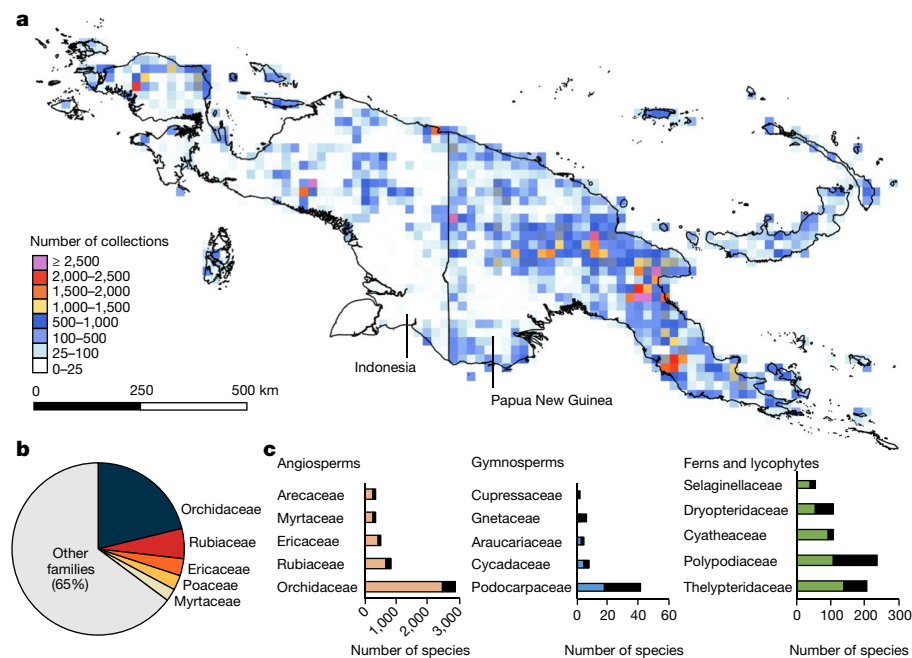 a
Number of collections
≥ 2,500
2,000–2,500
1,500–2,000
1,000–1,500
500–1,000
100–500
25–100
0–25
0 250 500 km
Indonesia
Papua New Guinea
b
Orchidaceae
Rubiaceae
Ericaceae
Poaceae
Myrtaceae
Other
families
(65%)
c
Angiosperms
Arecaceae
Myrtaceae
Ericaceae
Rubiaceae
Orchidaceae
0 1,000 2,000 3,000
Number of species
Gymnosperms
Cupressaceae
Gnetaceae
Araucariaceae
Cycadaceae
Podocarpaceae
0 20 40 60
Number of species
Ferns and lycophytes
Selaginellaceae
Dryopteridaceae
Cyatheaceae
Polypodiaceae
Thelypteridaceae
0 100 200 300
Number of species